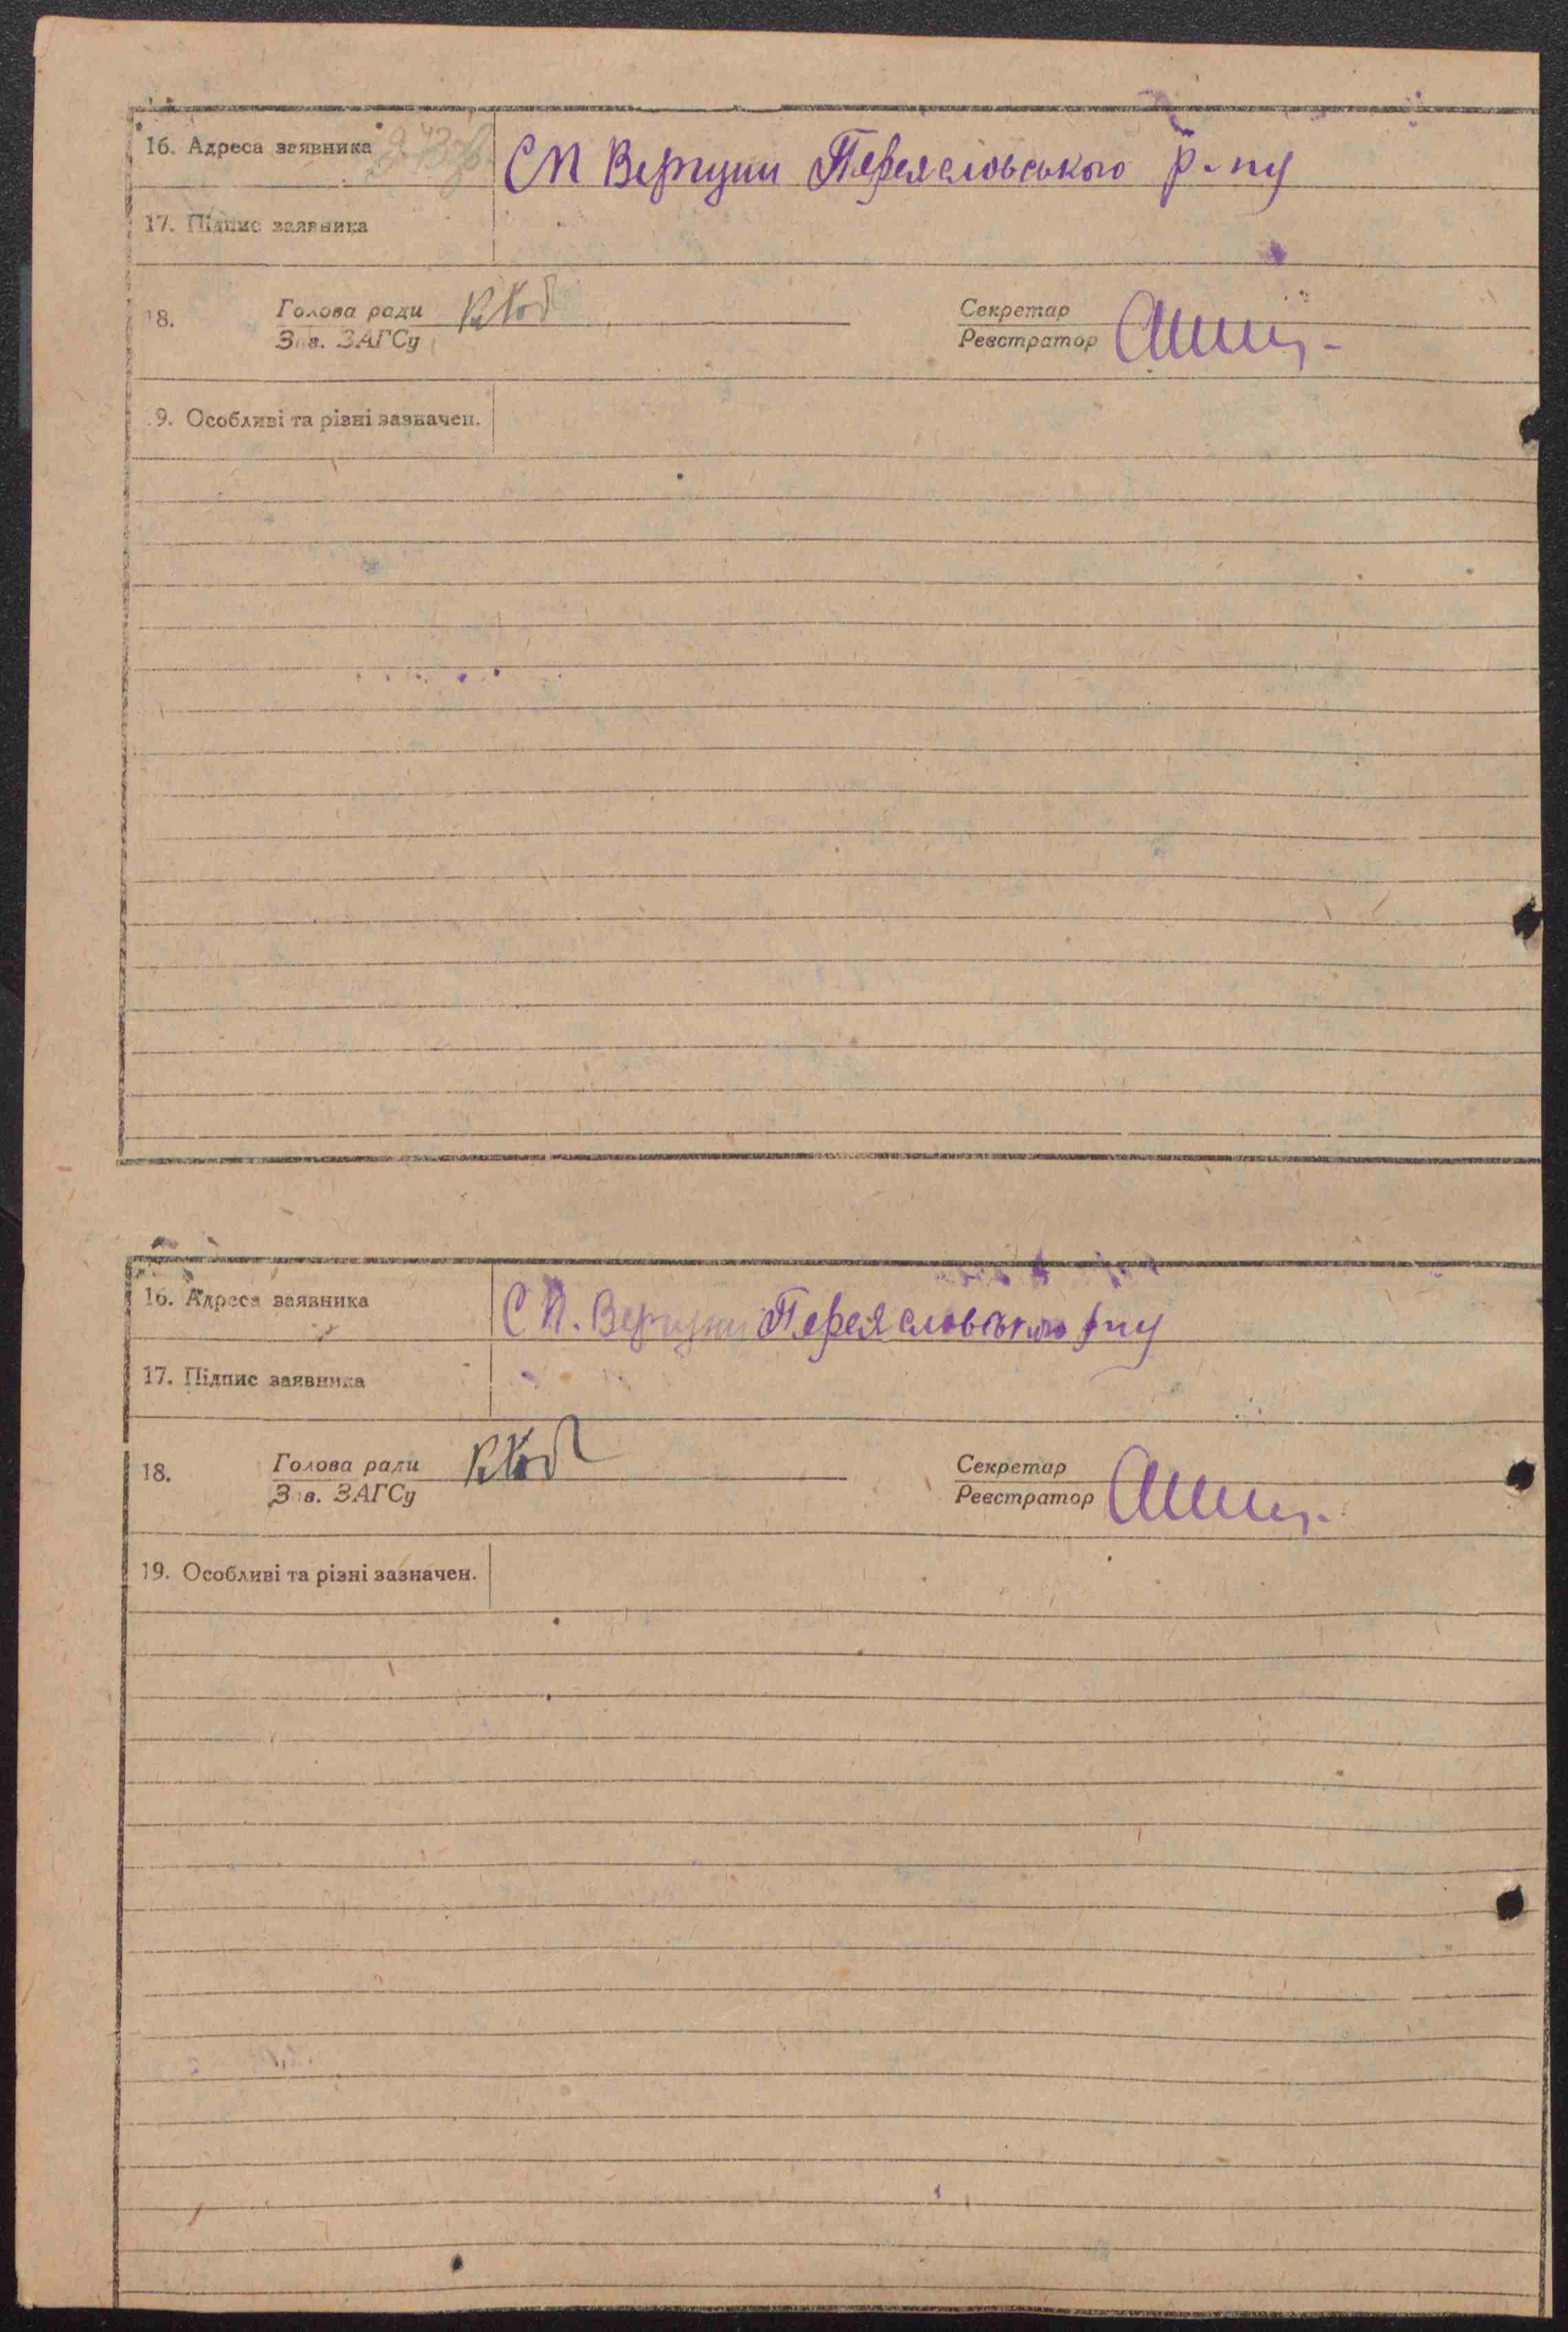 16. Адреса заявника СП Вергуни Переяславського р-ну
17. Підпис заявника
18. Голова ради Секретар
Зав. ЗАГСу Реєстратор
19. Особливі та різні зазначен.
16. Адреса заявника С П. Вергуни Переяславського рну
17. Підпис заявника
18. Голова ради Секретар
Зав. ЗАГСу Реєстратор
19. Особливі та різні зазначен.